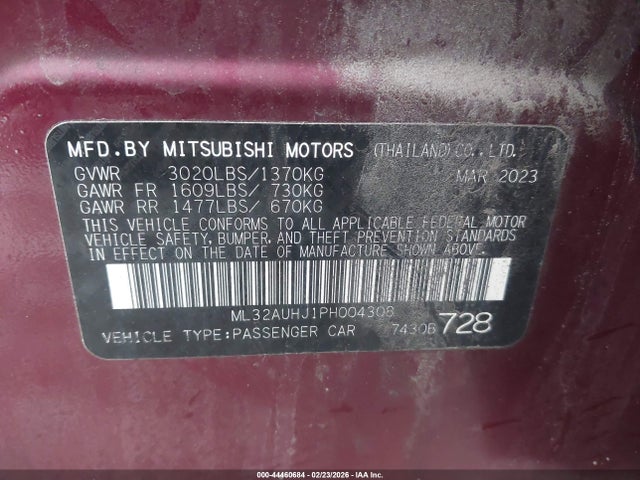 MFD.BY MITSUBISHI MOTORS (THAILAND)CO.,LTD.
GVWR 3020LBS/1370KG MAR 2023
GAWR FR 1609LBS/ 730KG
GAWR RR 1477LBS/ 670KG
THIS VEHICLE CONFORMS TO ALL APPLICABLE FEDERAL MOTOR
VEHICLE SAFETY, BUMPER, AND THEFT PREVENTION STANDARDS
IN EFFECT ON THE DATE OF MANUFACTURE SHOWN ABOVE.
ML32AUHJ1PH004308
VEHICLE TYPE:PASSENGER CAR 7430B 728
000-44460684 | 02/23/2026 - IAA Inc.